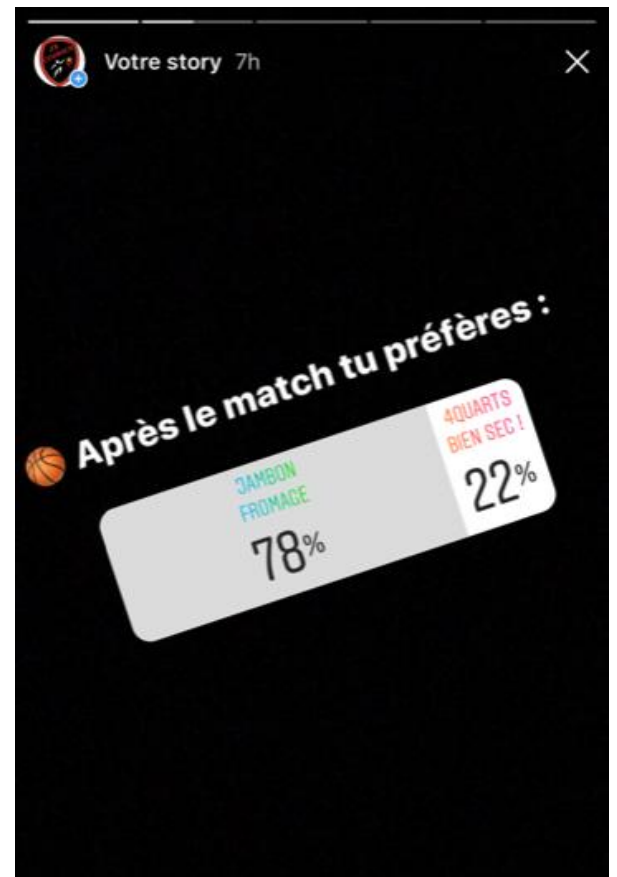 Votre story 7h
Après le match tu préfères :
JAMBON
FROMAGE
78%
4QUARTS
BIEN SEC !
22%